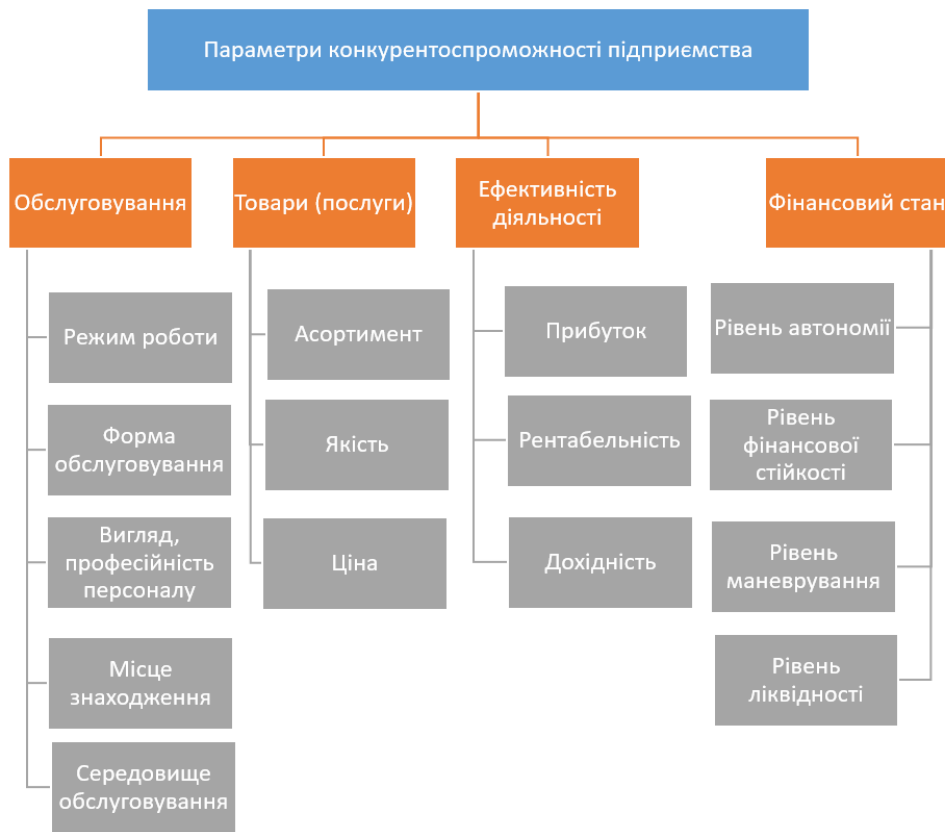 Параметри конкурентоспроможності підприємства
Обслуговування
Режим роботи
Форма
обслуговування
Вигляд,
професійність
персоналу
Місце
знаходження
Середовище
обслуговування
Товари (послуги)
Асортимент
Якість
Ціна
Ефективність
діяльності
Прибуток
Рентабельність
Дохідність
Фінансовий стан
Рівень автономії
Рівень
фінансової
стійкості
Рівень
маневрування
Рівень
ліквідності